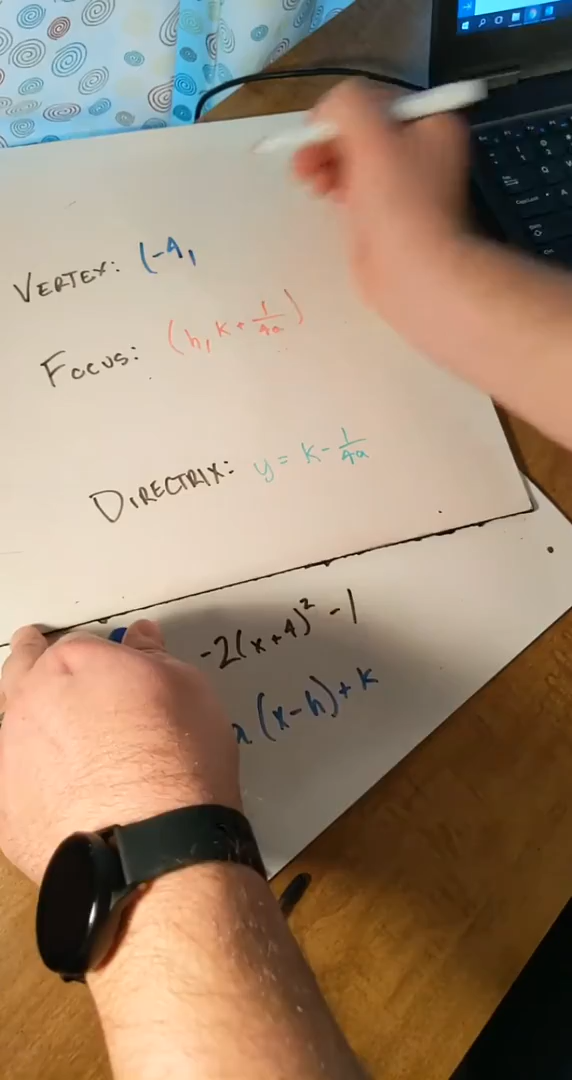 VERTEX: (-4,
FOCUS: (h, k + 1/4a)
DIRECTRIX: y = k - 1/4a
-2(x+4)² - 1
(x-h) + k